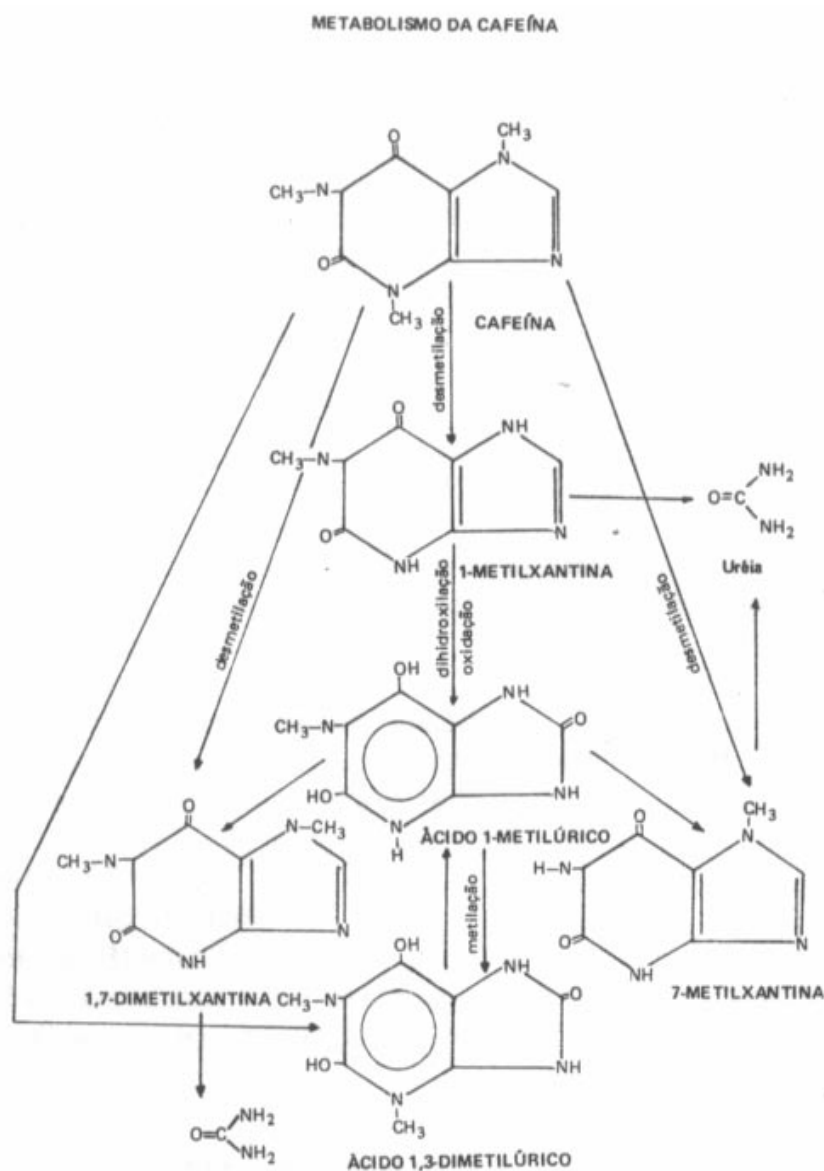 METABOLISMO DA CAFEÍNA
O
CH₃
N
CH₃-N
O
N
N
CH₃
CAFEÍNA
desmetilação
O
NH
CH₃-N
O
N
NH
1-METILXANTINA
O=C
NH₂
NH₂
Uréia
desmetilação
dihidroxilação
oxidação
desmetilação
OH
NH
CH₃-N
O
HO
N
H
NH
ÀCIDO 1-METILÚRICO
O
N-CH₃
CH₃-N
O
N
NH
1,7-DIMETILXANTINA
metilação
O
CH₃
N
H-N
O
N
NH
7-METILXANTINA
OH
NH
CH₃-N
O
HO
N
NH
CH₃
ÀCIDO 1,3-DIMETILÚRICO
O=C
NH₂
NH₂